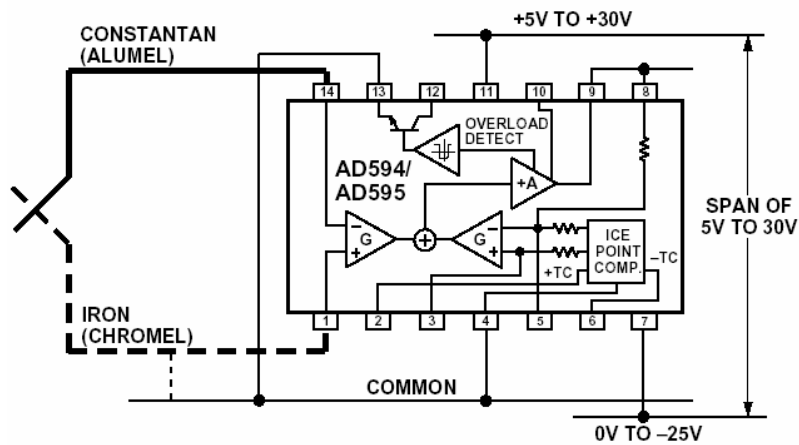 +5V TO +30V
CONSTANTAN
(ALUMEL)
14
13
12
11
10
9
8
OVERLOAD
DETECT
AD594/
AD595
+A
SPAN OF
5V TO 30V
–
G
+
–
G
+
ICE
POINT
COMP.
–TC
+TC
IRON
(CHROMEL)
1
2
3
4
5
6
7
COMMON
0V TO –25V